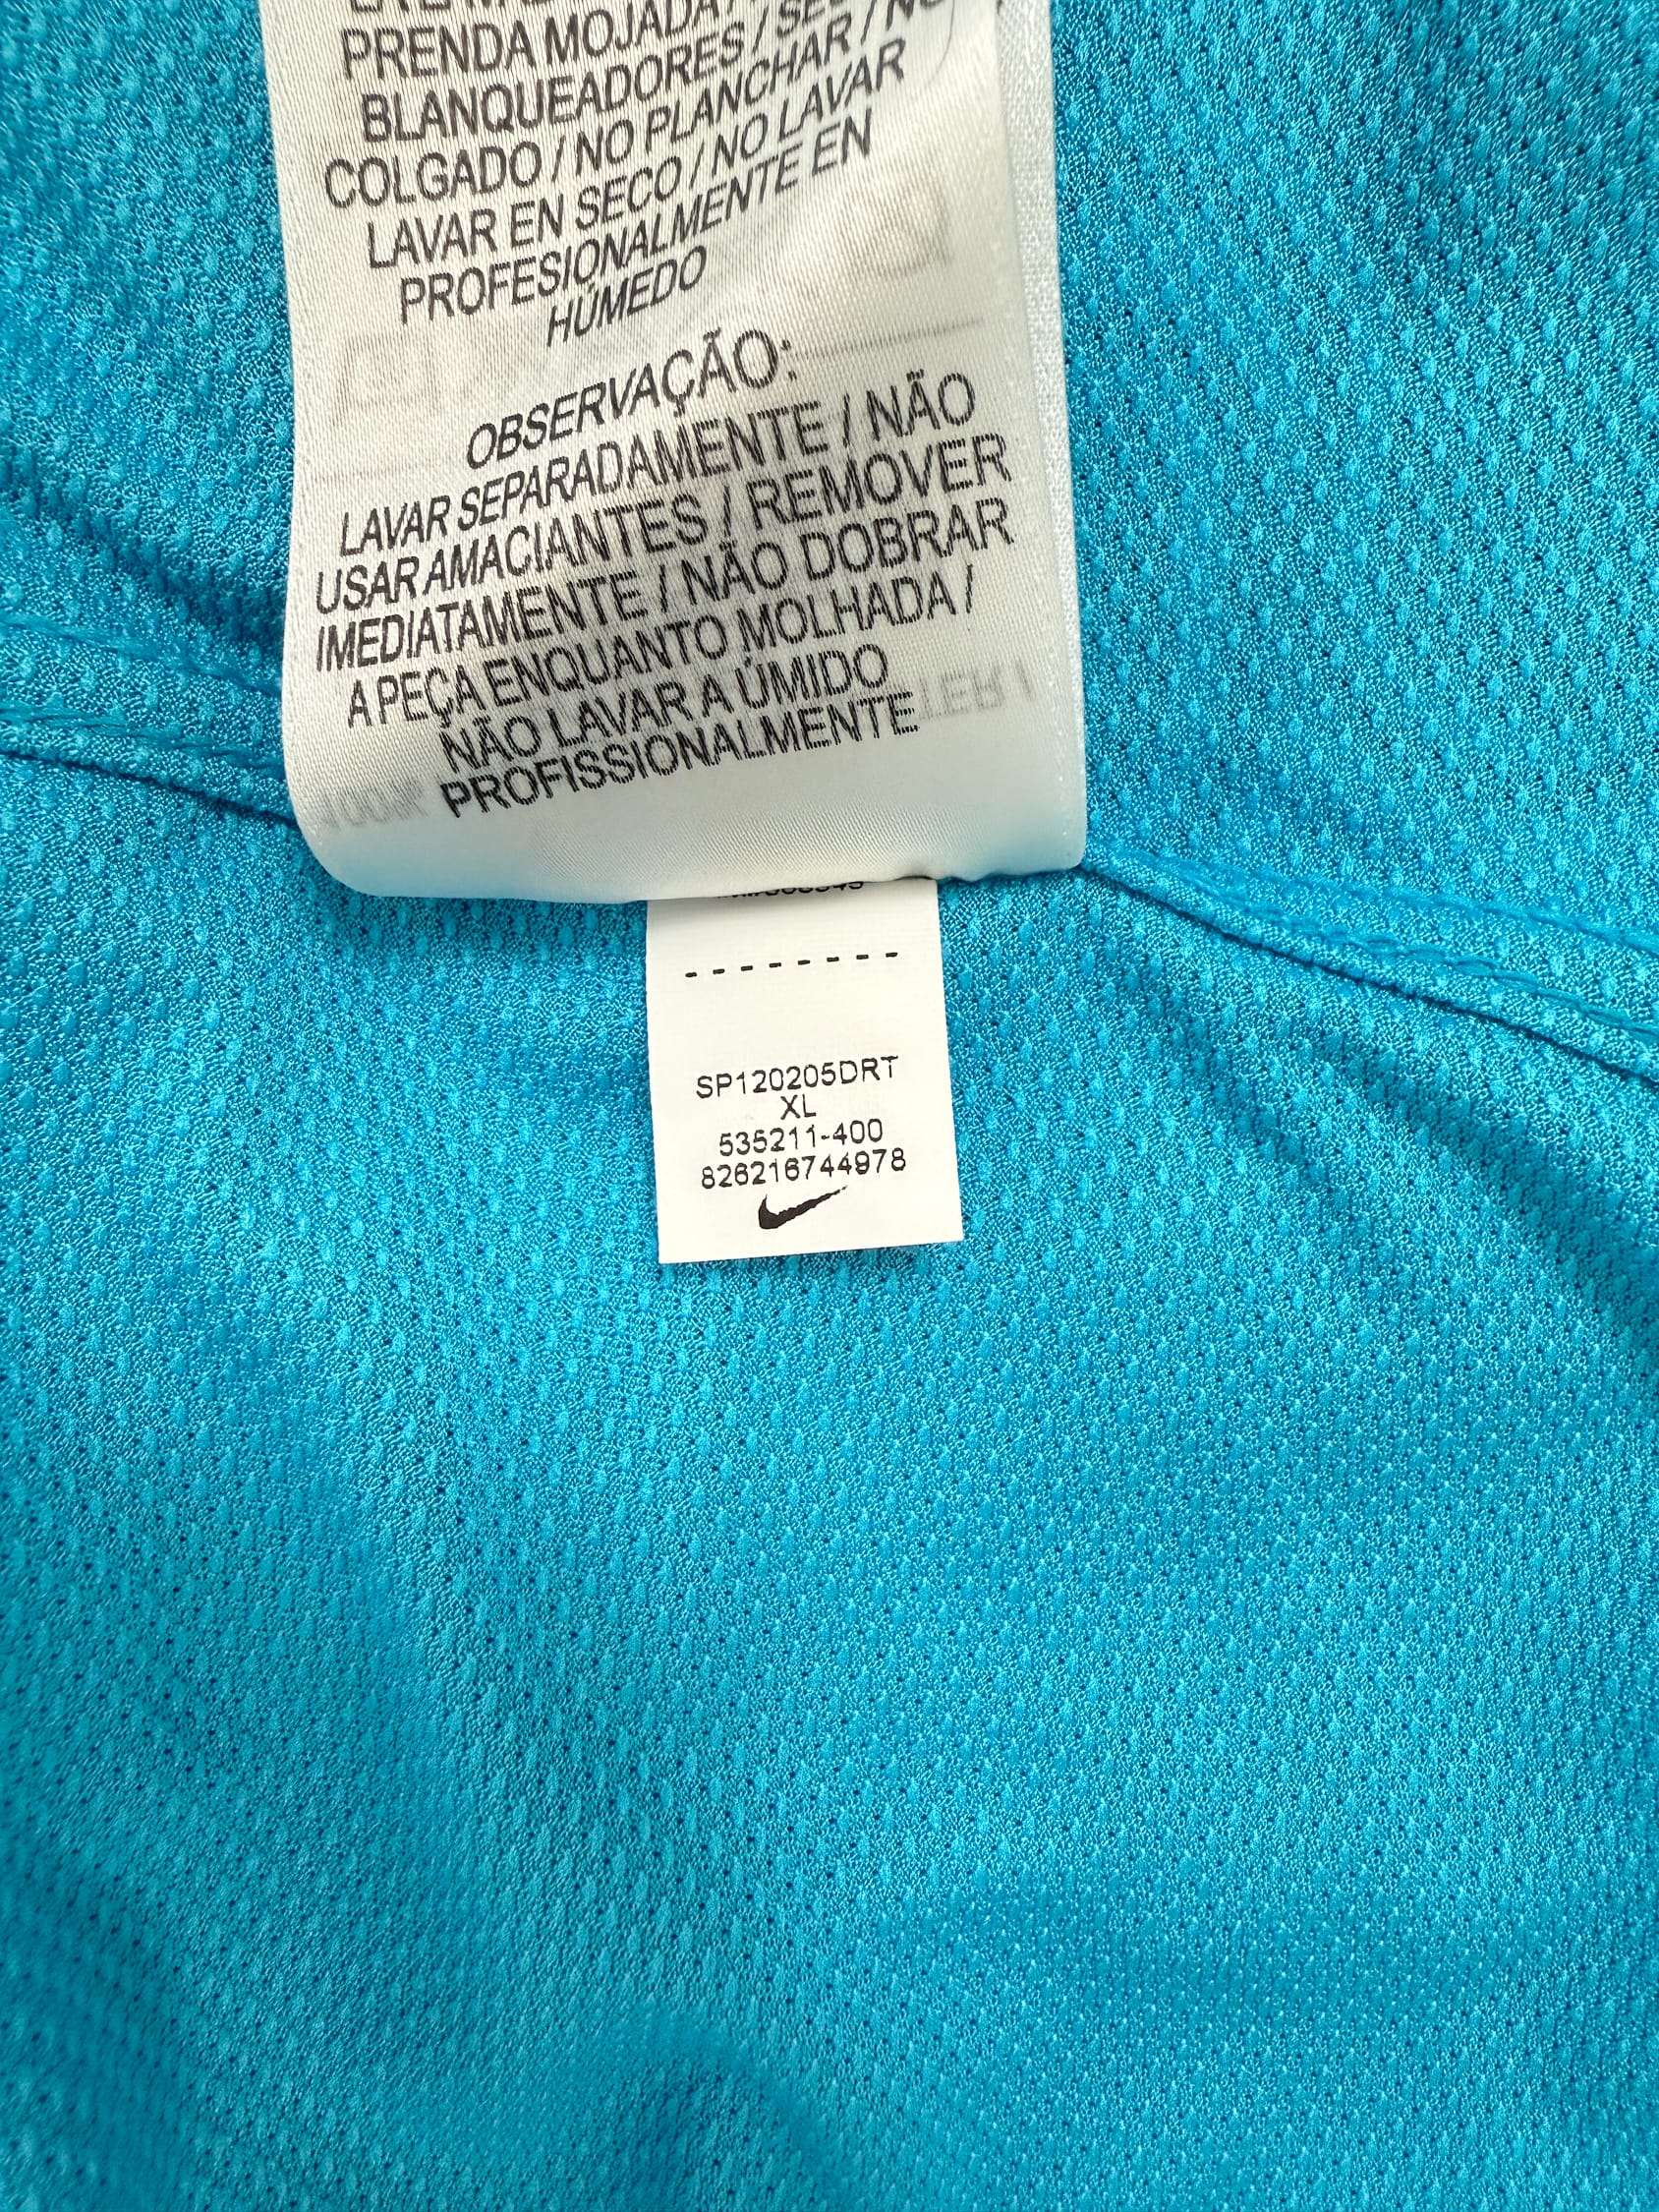 PRENDA MOJADA /
BLANQUEADORES /
COLGADO / NO PLANCHAR / NO
LAVAR EN SECO / NO LAVAR
PROFESIONALMENTE EN
HÚMEDO
OBSERVAÇÃO:
LAVAR SEPARADAMENTE / NÃO
USAR AMACIANTES / REMOVER
IMEDIATAMENTE / NÃO DOBRAR
A PEÇA ENQUANTO MOLHADA /
NÃO LAVAR A ÚMIDO
PROFISSIONALMENTE
--------
SP120205DRT
XL
535211-400
826216744978